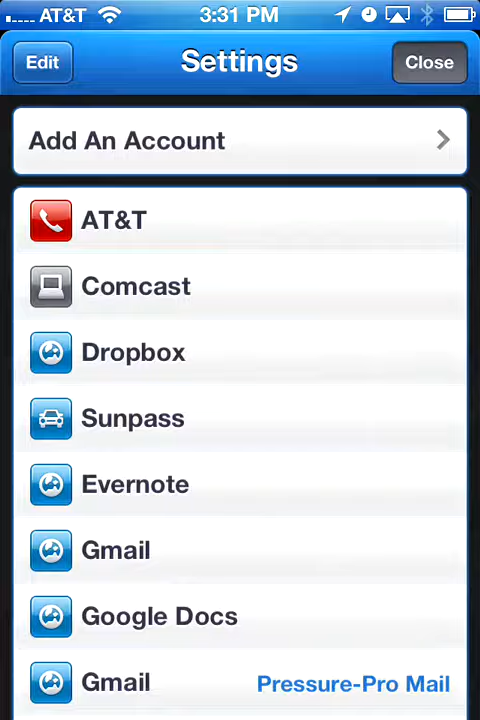 AT&T 3:31 PM
Edit Settings Close
Add An Account
AT&T
Comcast
Dropbox
Sunpass
Evernote
Gmail
Google Docs
Gmail Pressure-Pro Mail